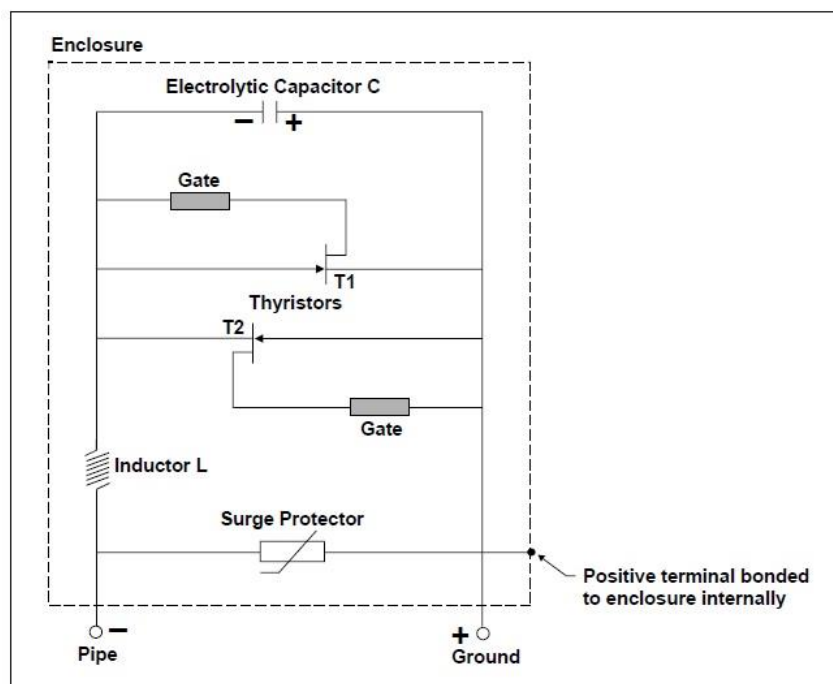 Enclosure
Electrolytic Capacitor C
− +
Gate
T1
Thyristors
T2
Gate
Inductor L
Surge Protector
Positive terminal bonded
to enclosure internally
− +
Pipe Ground